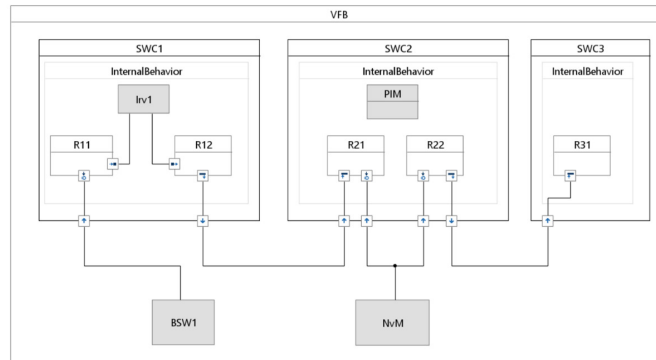 VFB
SWC1
SWC2
SWC3
InternalBehavior
InternalBehavior
InternalBehavior
Irv1
PIM
R11
R12
R21
R22
R31
BSW1
NvM